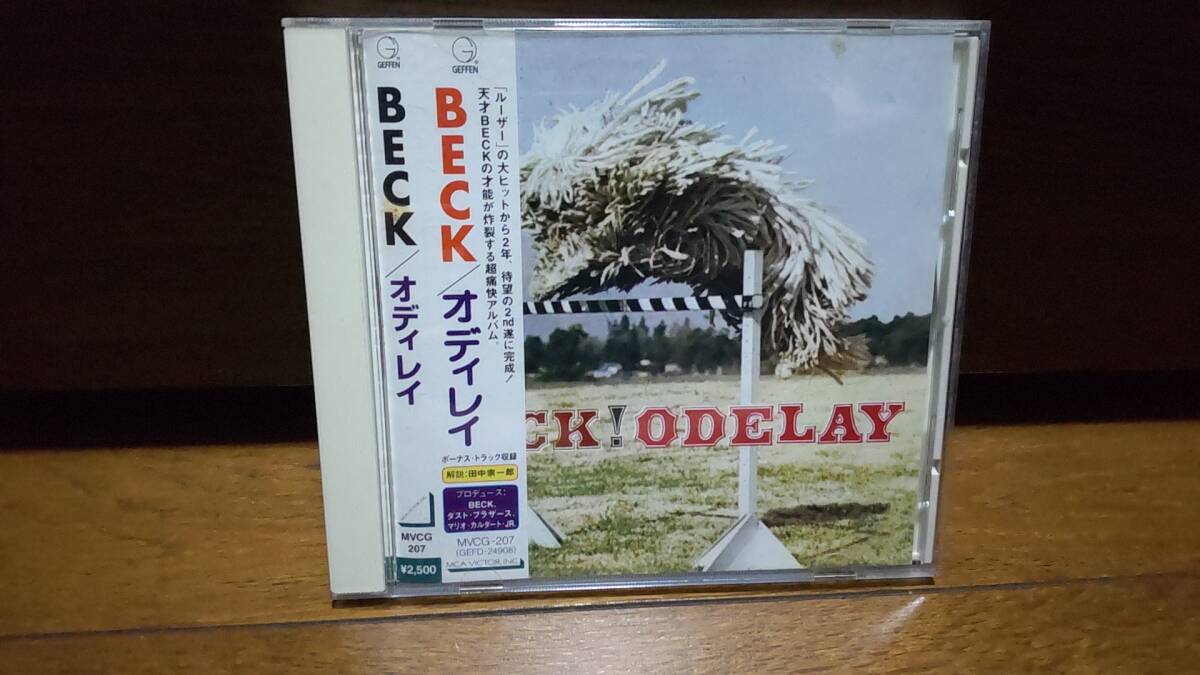 GEFFEN
BECK/オディレイ
MVCG
207
¥2,500
GEFFEN
BECK/オディレイ
「ルーザー」の大ヒットから2年、待望の2nd遂に完成!
天才BECKの才能が炸裂する超痛快アルバム。
ボーナス・トラック収録
解説:田中宗一郎
プロデュース:
BECK.
ダスト・ブラザース.
マリオ・カルダート・JR.
MVCG-207
(GEFD-24908)
MCA VICTOR, INC.
CK! ODELAY